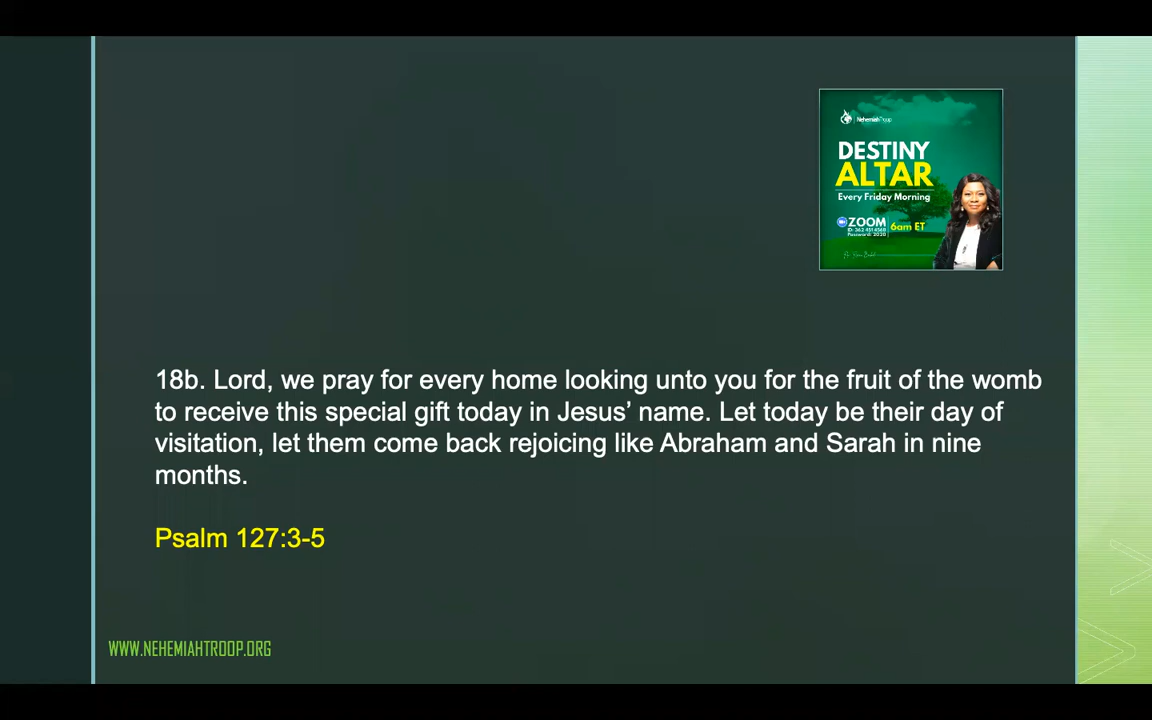 NehemiahTroop
DESTINY
ALTAR
Every Friday Morning
ZOOM
6am ET
Password: 2020
18b. Lord, we pray for every home looking unto you for the fruit of the womb
to receive this special gift today in Jesus’ name. Let today be their day of
visitation, let them come back rejoicing like Abraham and Sarah in nine
months.
Psalm 127:3-5
WWW.NEHEMIAHTROOP.ORG